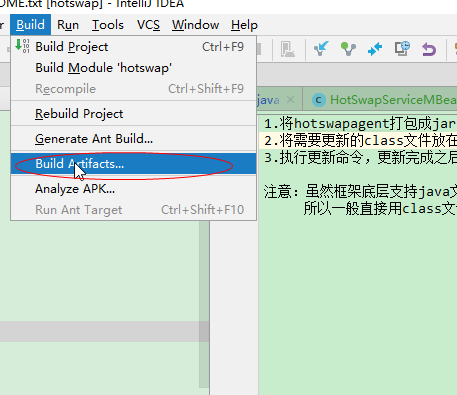 OME.txt [hotswap] - IntelliJ IDEA
Build Run Tools VCS Window Help
Build Project Ctrl+F9
Build Module 'hotswap'
Recompile Ctrl+Shift+F9
Rebuild Project
Generate Ant Build...
Build Artifacts...
Analyze APK...
Run Ant Target Ctrl+Shift+F10
java HotSwapServiceMBea
1.将hotswapagent打包成jar
2.将需要更新的class文件放在
3.执行更新命令，更新完成之后
注意：虽然框架底层支持java文
所以一般直接用class文